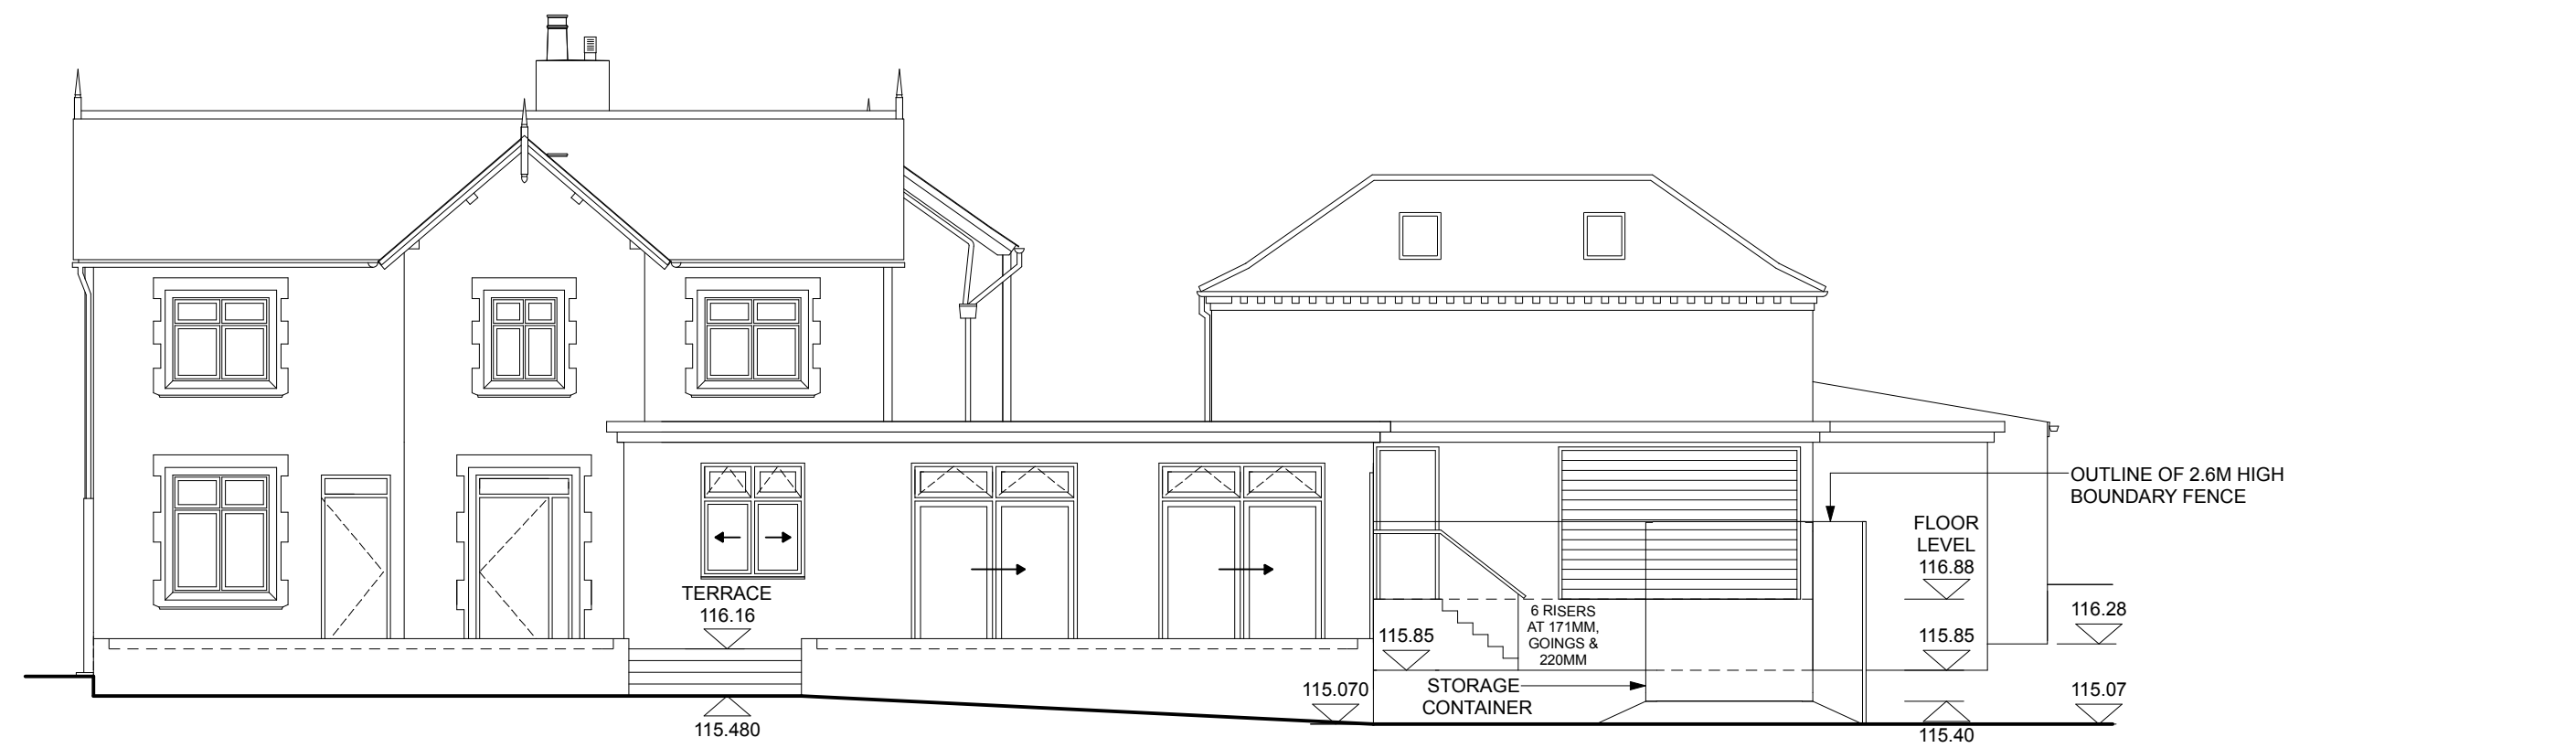 OUTLINE OF 2.6M HIGH
BOUNDARY FENCE
FLOOR
LEVEL
116.88
TERRACE
116.16
6 RISERS
AT 171MM,
GOINGS &
220MM
116.28
115.85
115.85
STORAGE
CONTAINER
115.070
115.07
115.480
115.40